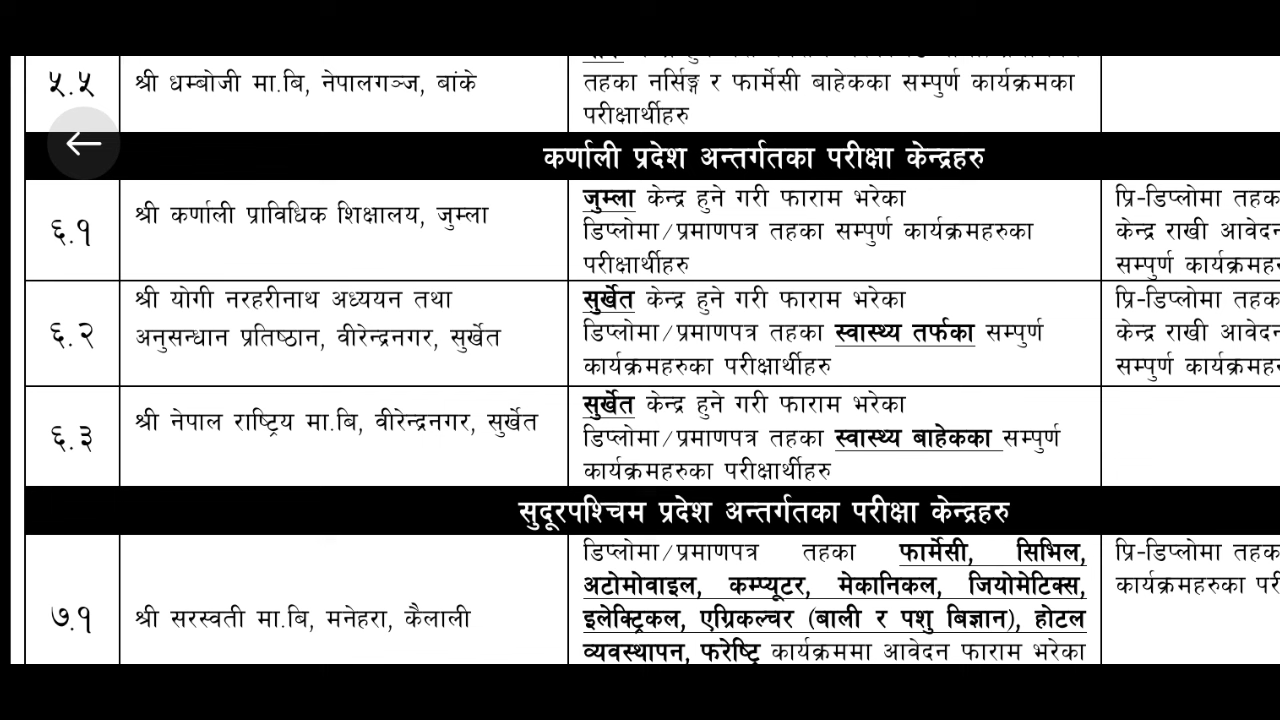 ५.५
श्री धम्बोजी मा.बि, नेपालगञ्ज, बांके
तहका नर्सिङ्ग र फार्मेसी बाहेकका सम्पुर्ण कार्यक्रमका
परीक्षार्थीहरु
कर्णाली प्रदेश अन्तर्गतका परीक्षा केन्द्रहरु
६.१
श्री कर्णाली प्राविधिक शिक्षालय, जुम्ला
जुम्ला केन्द्र हुने गरी फाराम भरेका
डिप्लोमा/प्रमाणपत्र तहका सम्पुर्ण कार्यक्रमहरुका
परीक्षार्थीहरु
प्रि-डिप्लोमा तहक
केन्द्र राखी आवेदन
सम्पुर्ण कार्यक्रमहरु
६.२
श्री योगी नरहरीनाथ अध्ययन तथा
अनुसन्धान प्रतिष्ठान, वीरेन्द्रनगर, सुर्खेत
सुर्खेत केन्द्र हुने गरी फाराम भरेका
डिप्लोमा/प्रमाणपत्र तहका स्वास्थ्य तर्फका सम्पुर्ण
कार्यक्रमहरुका परीक्षार्थीहरु
प्रि-डिप्लोमा तहक
केन्द्र राखी आवेदन
सम्पुर्ण कार्यक्रमहरु
६.३
श्री नेपाल राष्ट्रिय मा.बि, वीरेन्द्रनगर, सुर्खेत
सुर्खेत केन्द्र हुने गरी फाराम भरेका
डिप्लोमा/प्रमाणपत्र तहका स्वास्थ्य बाहेकका सम्पुर्ण
कार्यक्रमहरुका परीक्षार्थीहरु
सुदूरपश्चिम प्रदेश अन्तर्गतका परीक्षा केन्द्रहरु
७.१
श्री सरस्वती मा.बि, मनेहरा, कैलाली
डिप्लोमा/प्रमाणपत्र तहका फार्मेसी, सिभिल,
अटोमोवाइल, कम्प्यूटर, मेकानिकल, जियोमेटिक्स,
इलेक्ट्रिकल, एग्रिकल्चर (बाली र पशु बिज्ञान), होटल
व्यवस्थापन, फरेष्ट्रि कार्यक्रममा आवेदन फाराम भरेका
प्रि-डिप्लोमा तहक
कार्यक्रमहरुका परी